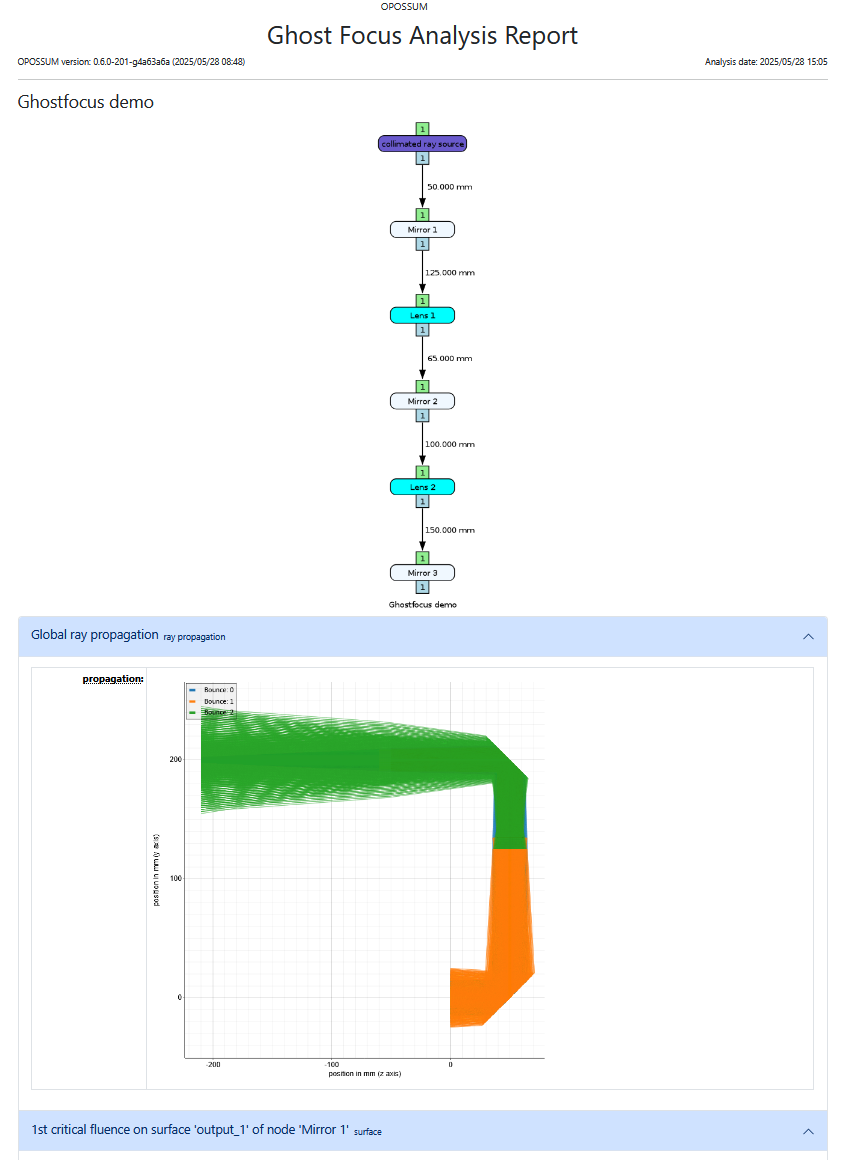 OPOSSUM
Ghost Focus Analysis Report
OPOSSUM version: 0.6.0-201-g4a63a6a (2025/05/28 08:48) Analysis date: 2025/05/28 15:05
Ghostfocus demo
1
collimated ray source
1
50.000 mm
1
Mirror 1
1
125.000 mm
1
Lens 1
1
65.000 mm
1
Mirror 2
1
100.000 mm
1
Lens 2
1
150.000 mm
1
Mirror 3
1
Ghostfocus demo
Global ray propagation ray propagation
propagation:
Bounce: 0
Bounce: 1
Bounce: 2
200
100
0
position in mm (y axis)
-200 -100 0
position in mm (z axis)
1st critical fluence on surface 'output_1' of node 'Mirror 1' surface